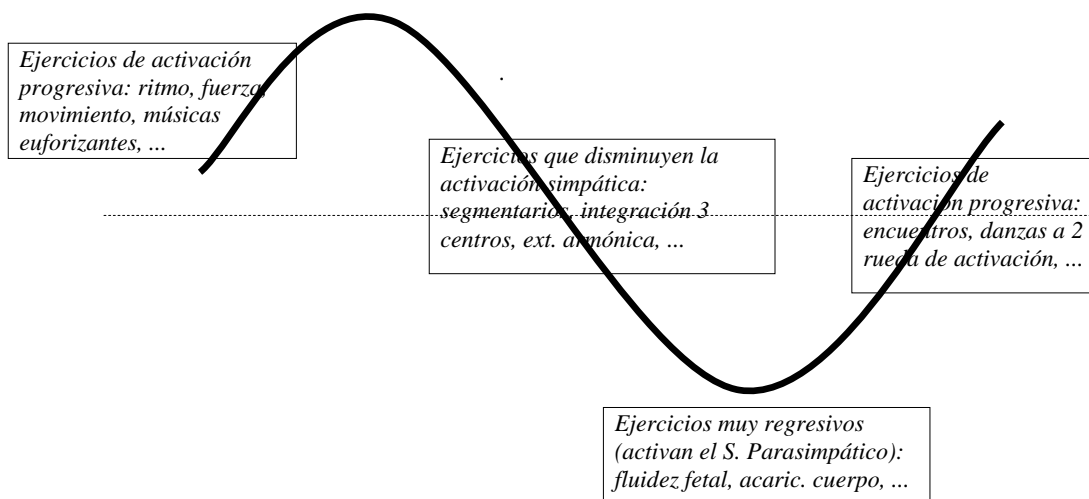 Ejercicios de activación
progresiva: ritmo, fuerza,
movimiento, músicas
euforizantes, ...
Ejercicios que disminuyen la
activación simpática:
segmentarios, integración 3
centros, ext. armónica, ...
Ejercicios de
activación progresiva:
encuentros, danzas a 2
rueda de activación, ...
Ejercicios muy regresivos
(activan el S. Parasimpático):
fluidez fetal, acaric. cuerpo, ...